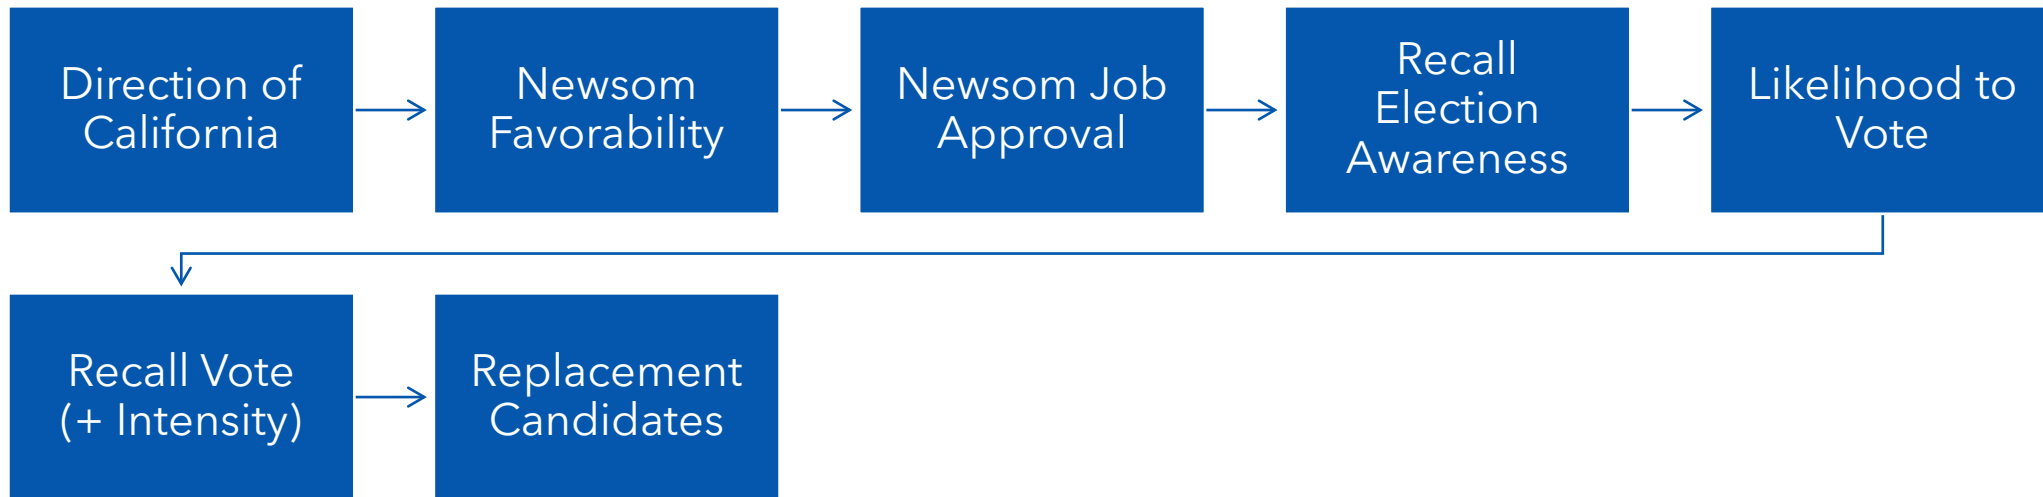 Direction of
California
Newsom
Favorability
Newsom Job
Approval
Recall
Election
Awareness
Likelihood to
Vote
Recall Vote
(+ Intensity)
Replacement
Candidates